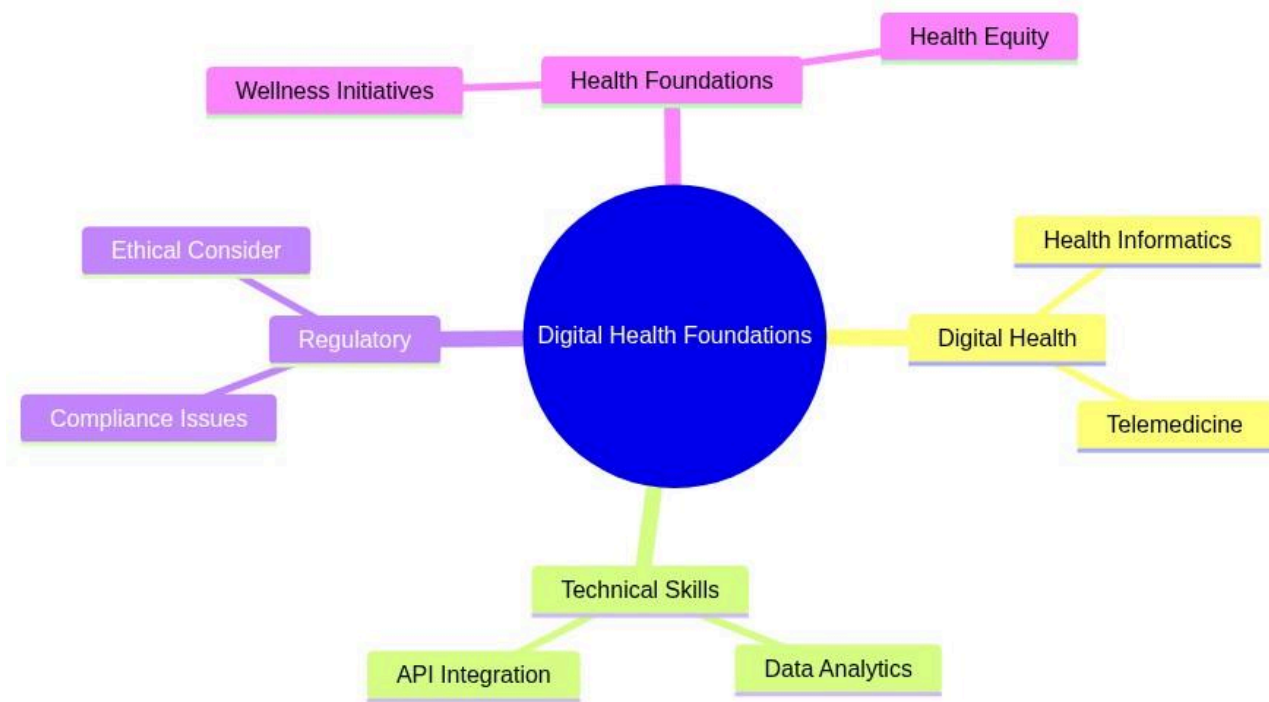 Health Equity
Health Foundations
Wellness Initiatives
Ethical Consider
Health Informatics
Regulatory
Digital Health Foundations
Digital Health
Compliance Issues
Telemedicine
Technical Skills
API Integration
Data Analytics